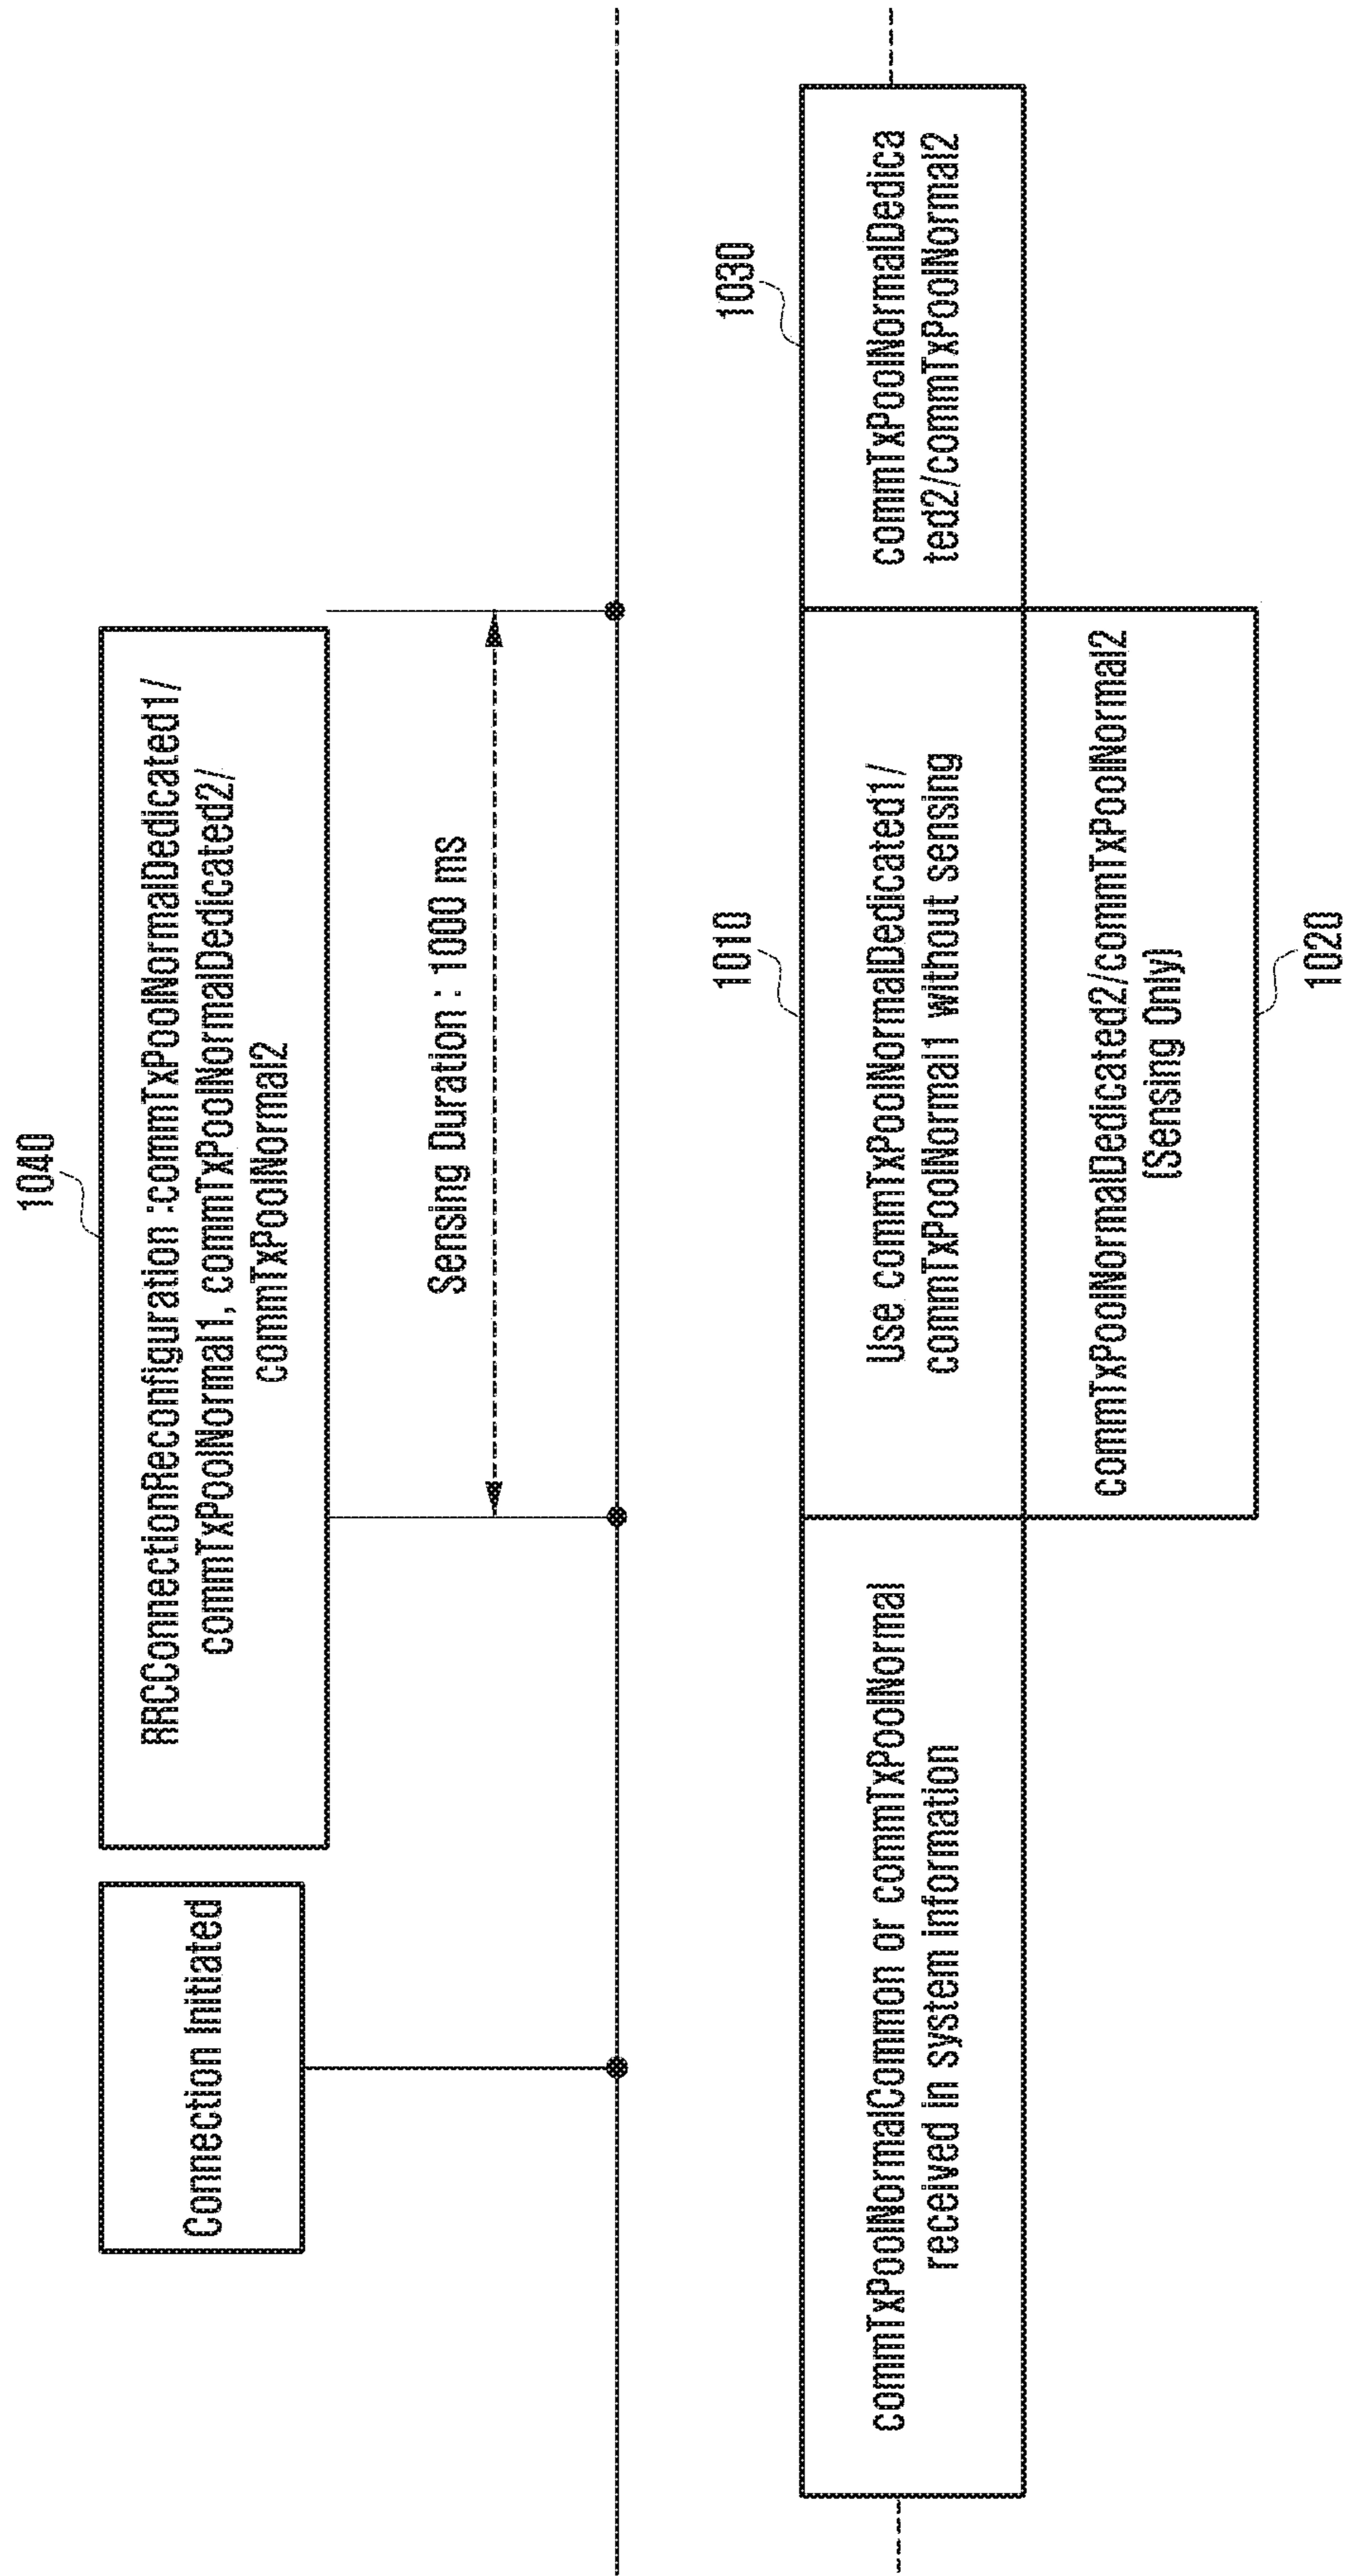 1040
Connection Initiated
RRCConnectionReconfiguration :commTxPoolNormalDedicated1/
commTxPoolNormal1, commTxPoolNormalDedicated2/
commTxPoolNormal2
Sensing Duration : 1000 ms
1010
1030
commTxPoolNormalCommon or commTxPoolNormal
received in system information
Use commTxPoolNormalDedicated1/
commTxPoolNormal1 without sensing
commTxPoolNormalDedica
ted2/commTxPoolNormal2
commTxPoolNormalDedicated2/commTxPoolNormal2
(Sensing Only)
1020